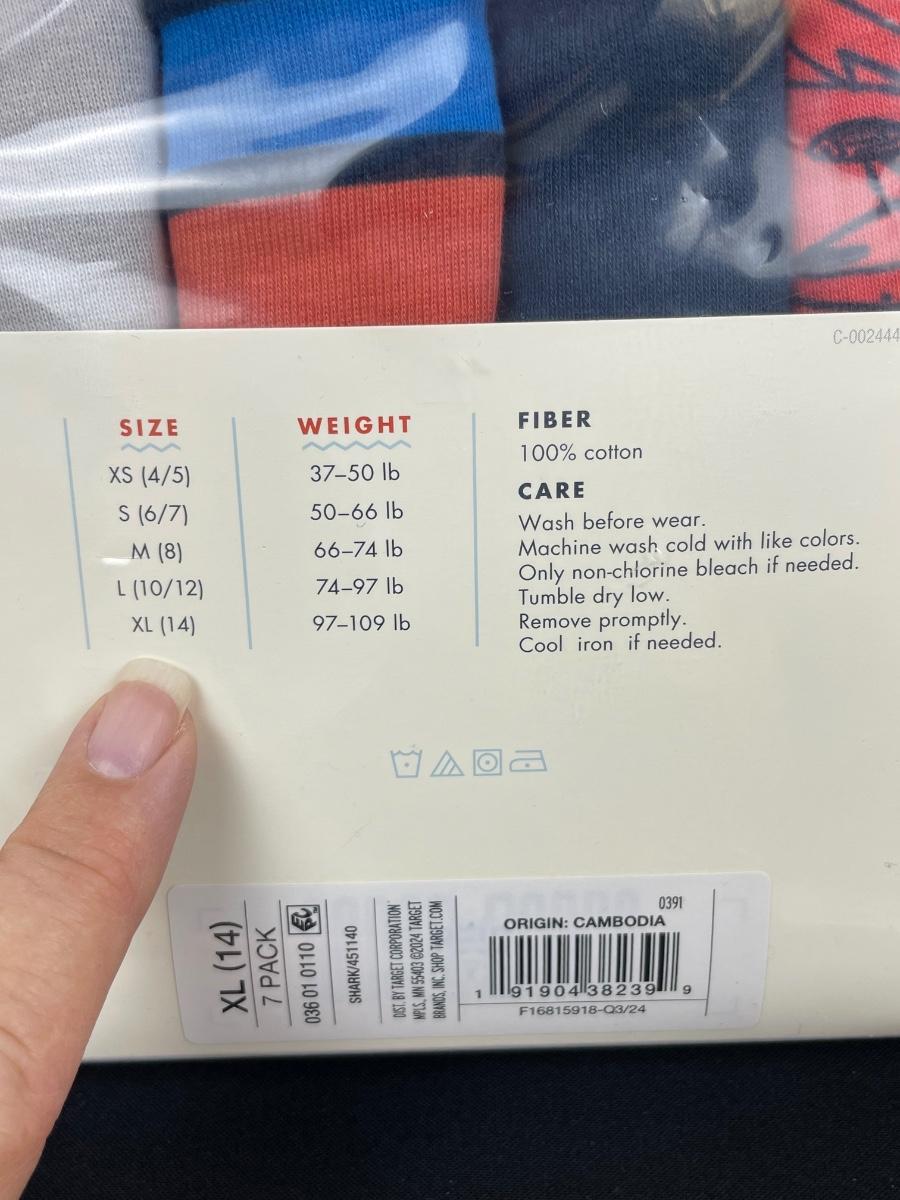 C-002444
SIZE
XS (4/5)
S (6/7)
M (8)
L (10/12)
XL (14)
WEIGHT
37–50 lb
50–66 lb
66–74 lb
74–97 lb
97–109 lb
FIBER
100% cotton
CARE
Wash before wear.
Machine wash cold with like colors.
Only non-chlorine bleach if needed.
Tumble dry low.
Remove promptly.
Cool iron if needed.
XL (14)
7 PACK
036 01 0110
SHARK/451140
DIST. BY TARGET CORPORATION
MPLS, MN 55403 ©2024 TARGET
BRANDS, INC. SHOP TARGET.COM
0391
ORIGIN: CAMBODIA
1 91904 38239 9
F16815918-Q3/24